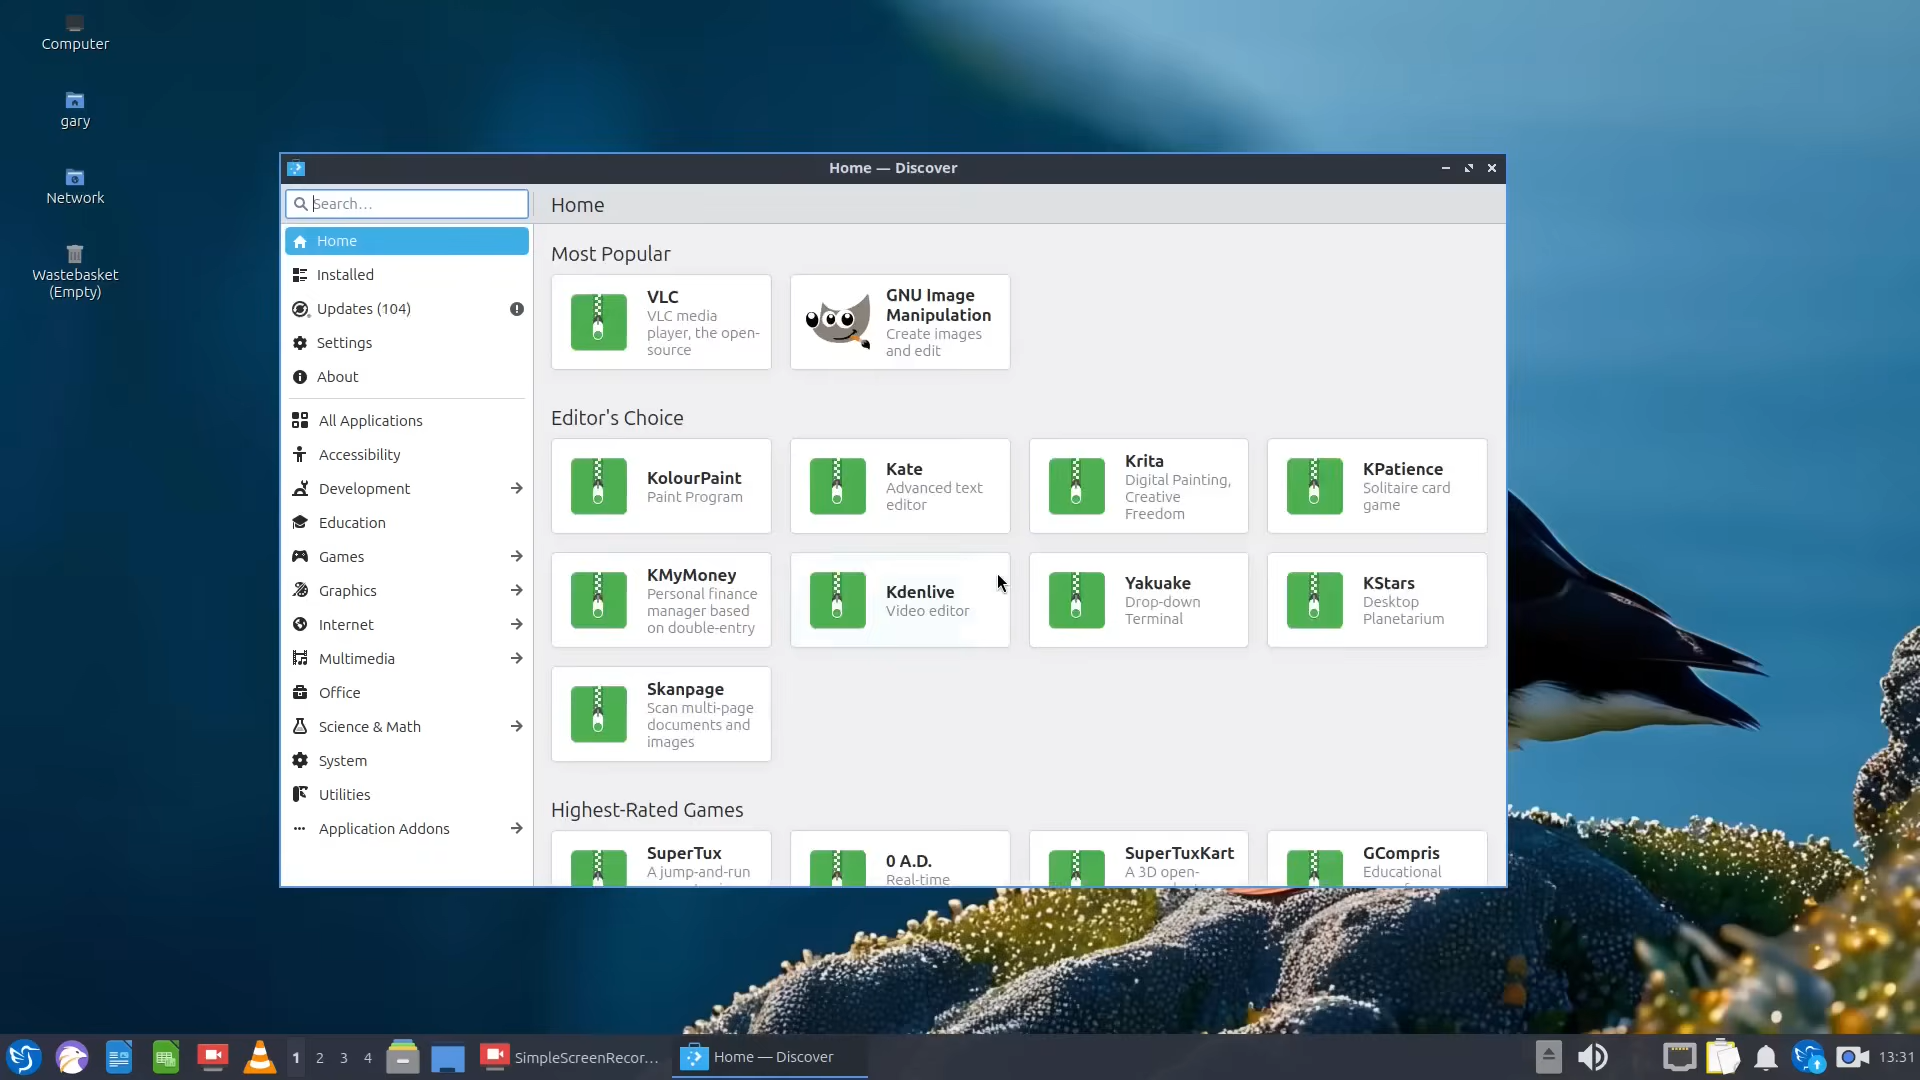 Computer
gary
Network
Wastebasket
(Empty)
Home — Discover
Search...
Home
Home
Installed
Updates (104)
Settings
About
All Applications
Accessibility
Development
Education
Games
Graphics
Internet
Multimedia
Office
Science & Math
System
Utilities
Application Addons
Most Popular
VLC
VLC media
player, the open-
source
GNU Image
Manipulation
Create images
and edit
Editor's Choice
KolourPaint
Paint Program
Kate
Advanced text
editor
Krita
Digital Painting,
Creative
Freedom
KPatience
Solitaire card
game
KMyMoney
Personal finance
manager based
on double-entry
Kdenlive
Video editor
Yakuake
Drop-down
Terminal
KStars
Desktop
Planetarium
Skanpage
Scan multi-page
documents and
images
Highest-Rated Games
SuperTux
A jump-and-run
0 A.D.
Real-time
SuperTuxKart
A 3D open-
GCompris
Educational
1 2 3 4
SimpleScreenRecor...
Home — Discover
13:31